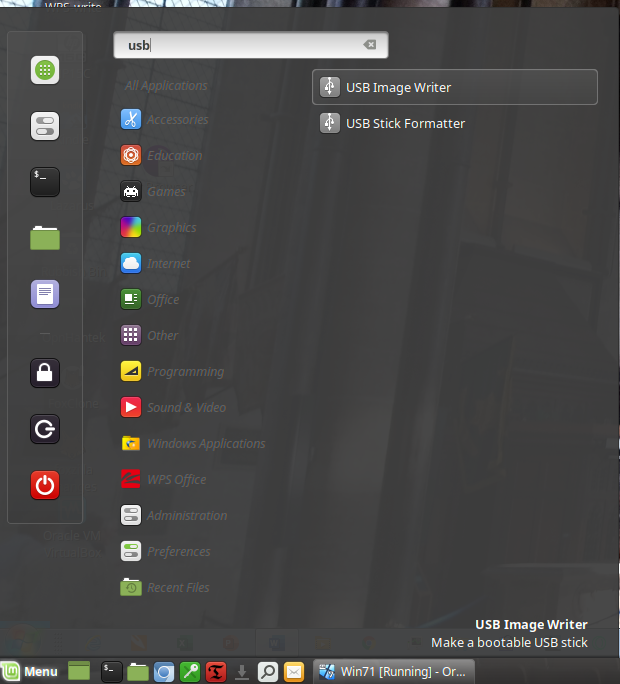 usb
All Applications
Accessories
Education
Games
Graphics
Internet
Office
Other
Programming
Sound & Video
Windows Applications
WPS Office
Administration
Preferences
Recent Files
USB Image Writer
USB Stick Formatter
USB Image Writer
Make a bootable USB stick
Menu
$_
Win71 [Running] - Or...